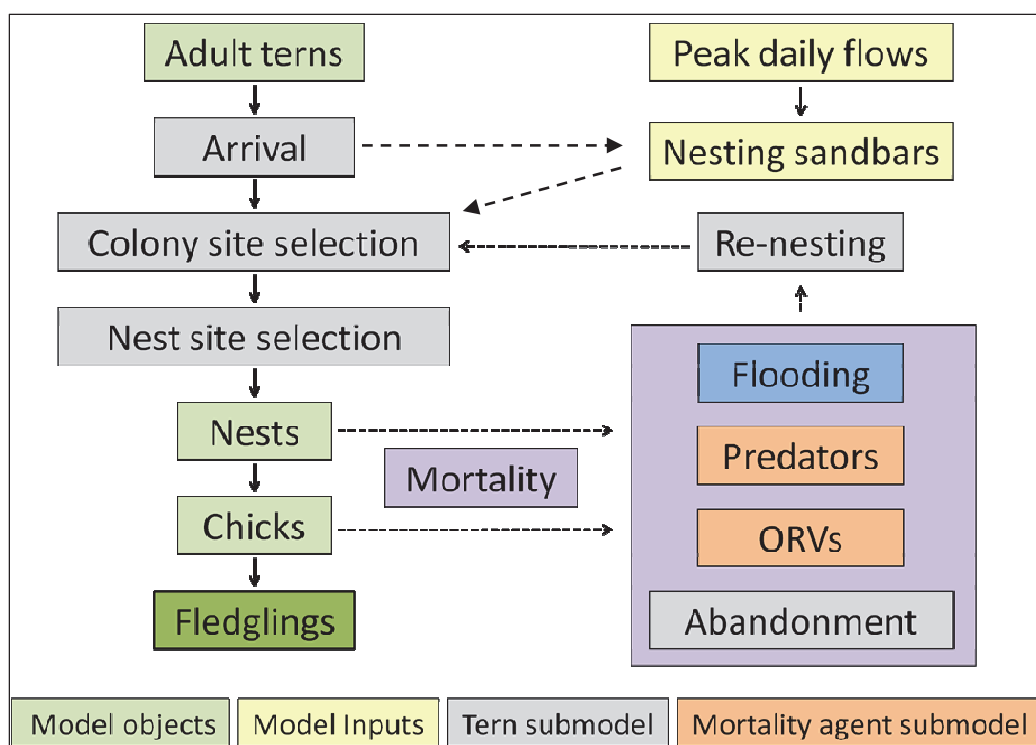 Adult terns
Peak daily flows
Arrival
Nesting sandbars
Colony site selection
Re-nesting
Nest site selection
Flooding
Nests
Predators
Mortality
Chicks
ORVs
Fledglings
Abandonment
Model objects
Model Inputs
Tern submodel
Mortality agent submodel